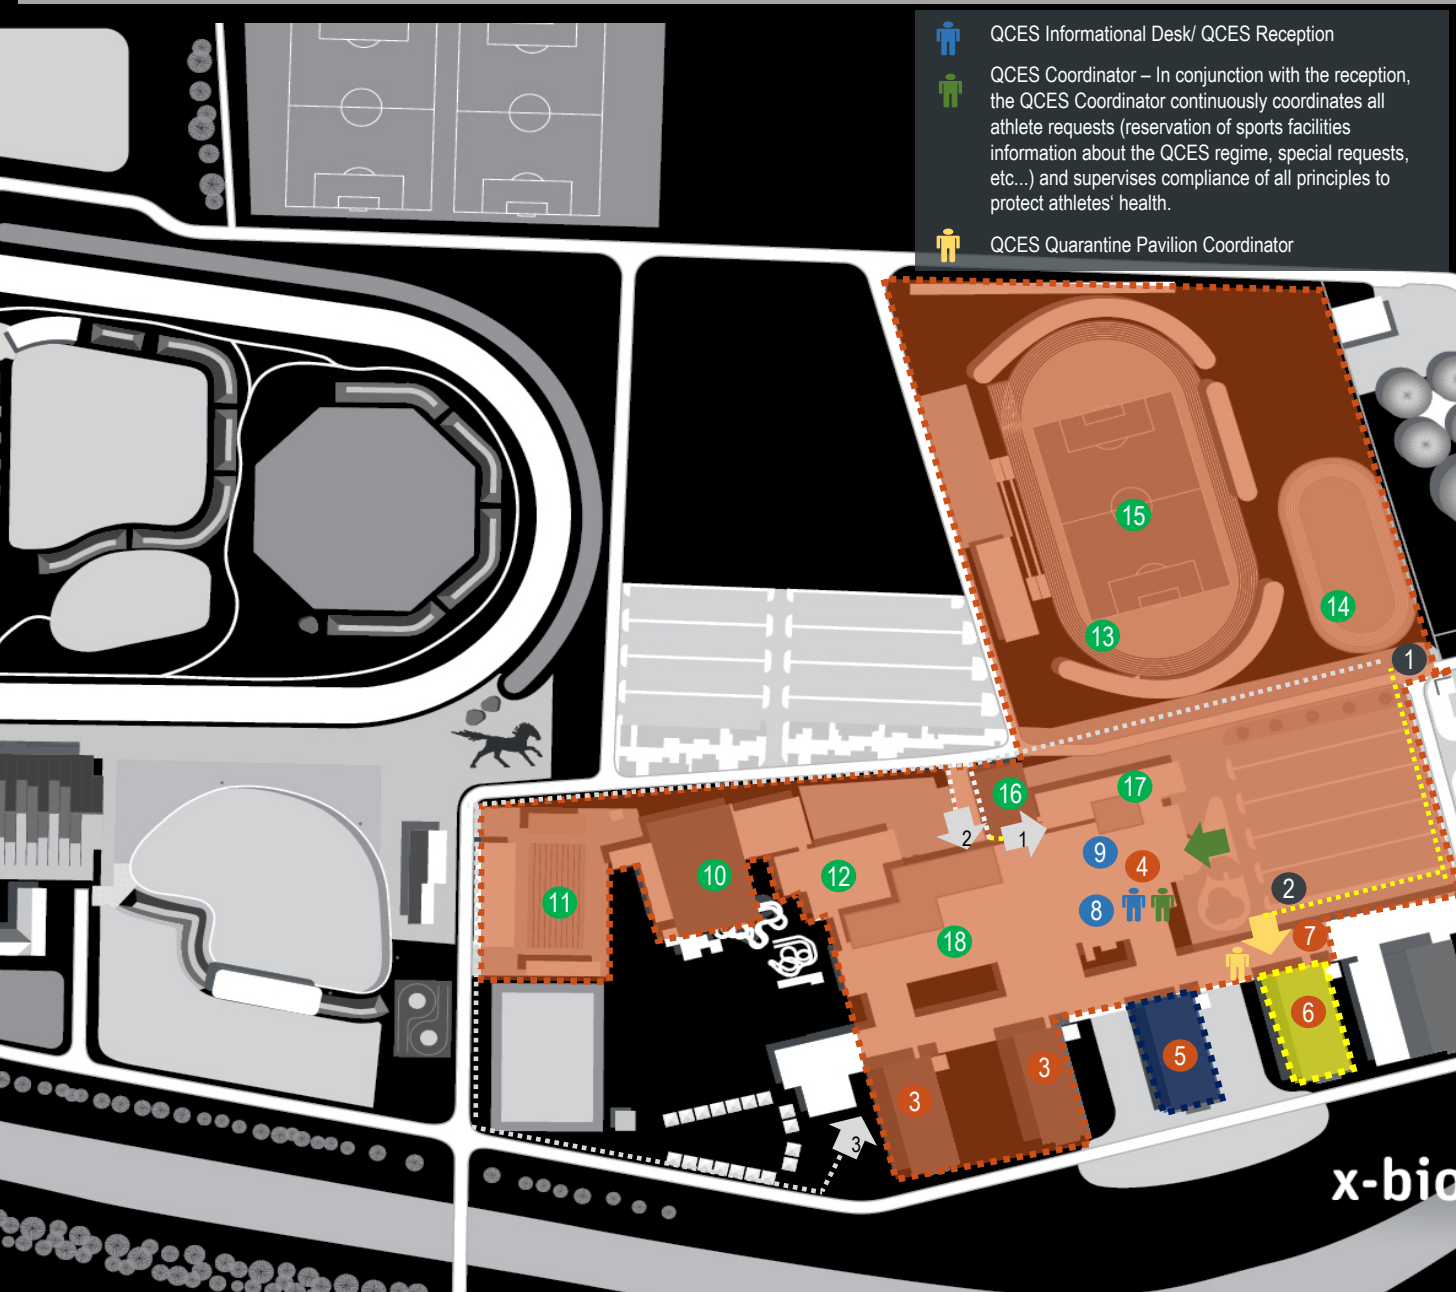 QCES Informational Desk/ QCES Reception
QCES Coordinator – In conjunction with the reception,
the QCES Coordinator continuously coordinates all
athlete requests (reservation of sports facilities
information about the QCES regime, special requests,
etc...) and supervises compliance of all principles to
protect athletes‘ health.
QCES Quarantine Pavilion Coordinator
15
14
13
1
16
17
2
1
9
4
10
12
11
2
8
18
7
6
5
3
3
3
x-bio